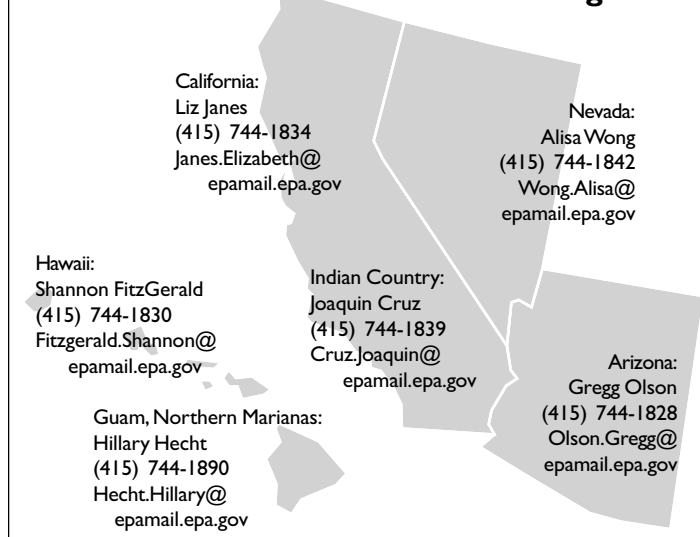 California:
Liz Janes
(415) 744-1834
Janes.Elizabeth@
epamail.epa.gov
Nevada:
Alisa Wong
(415) 744-1842
Wong.Alisa@
epamail.epa.gov
Hawaii:
Shannon FitzGerald
(415) 744-1830
Fitzgerald.Shannon@
epamail.epa.gov
Indian Country:
Joaquin Cruz
(415) 744-1839
Cruz.Joaquin@
epamail.epa.gov
Arizona:
Gregg Olson
(415) 744-1828
Olson.Gregg@
epamail.epa.gov
Guam, Northern Marianas:
Hillary Hecht
(415) 744-1890
Hecht.Hillary@
epamail.epa.gov